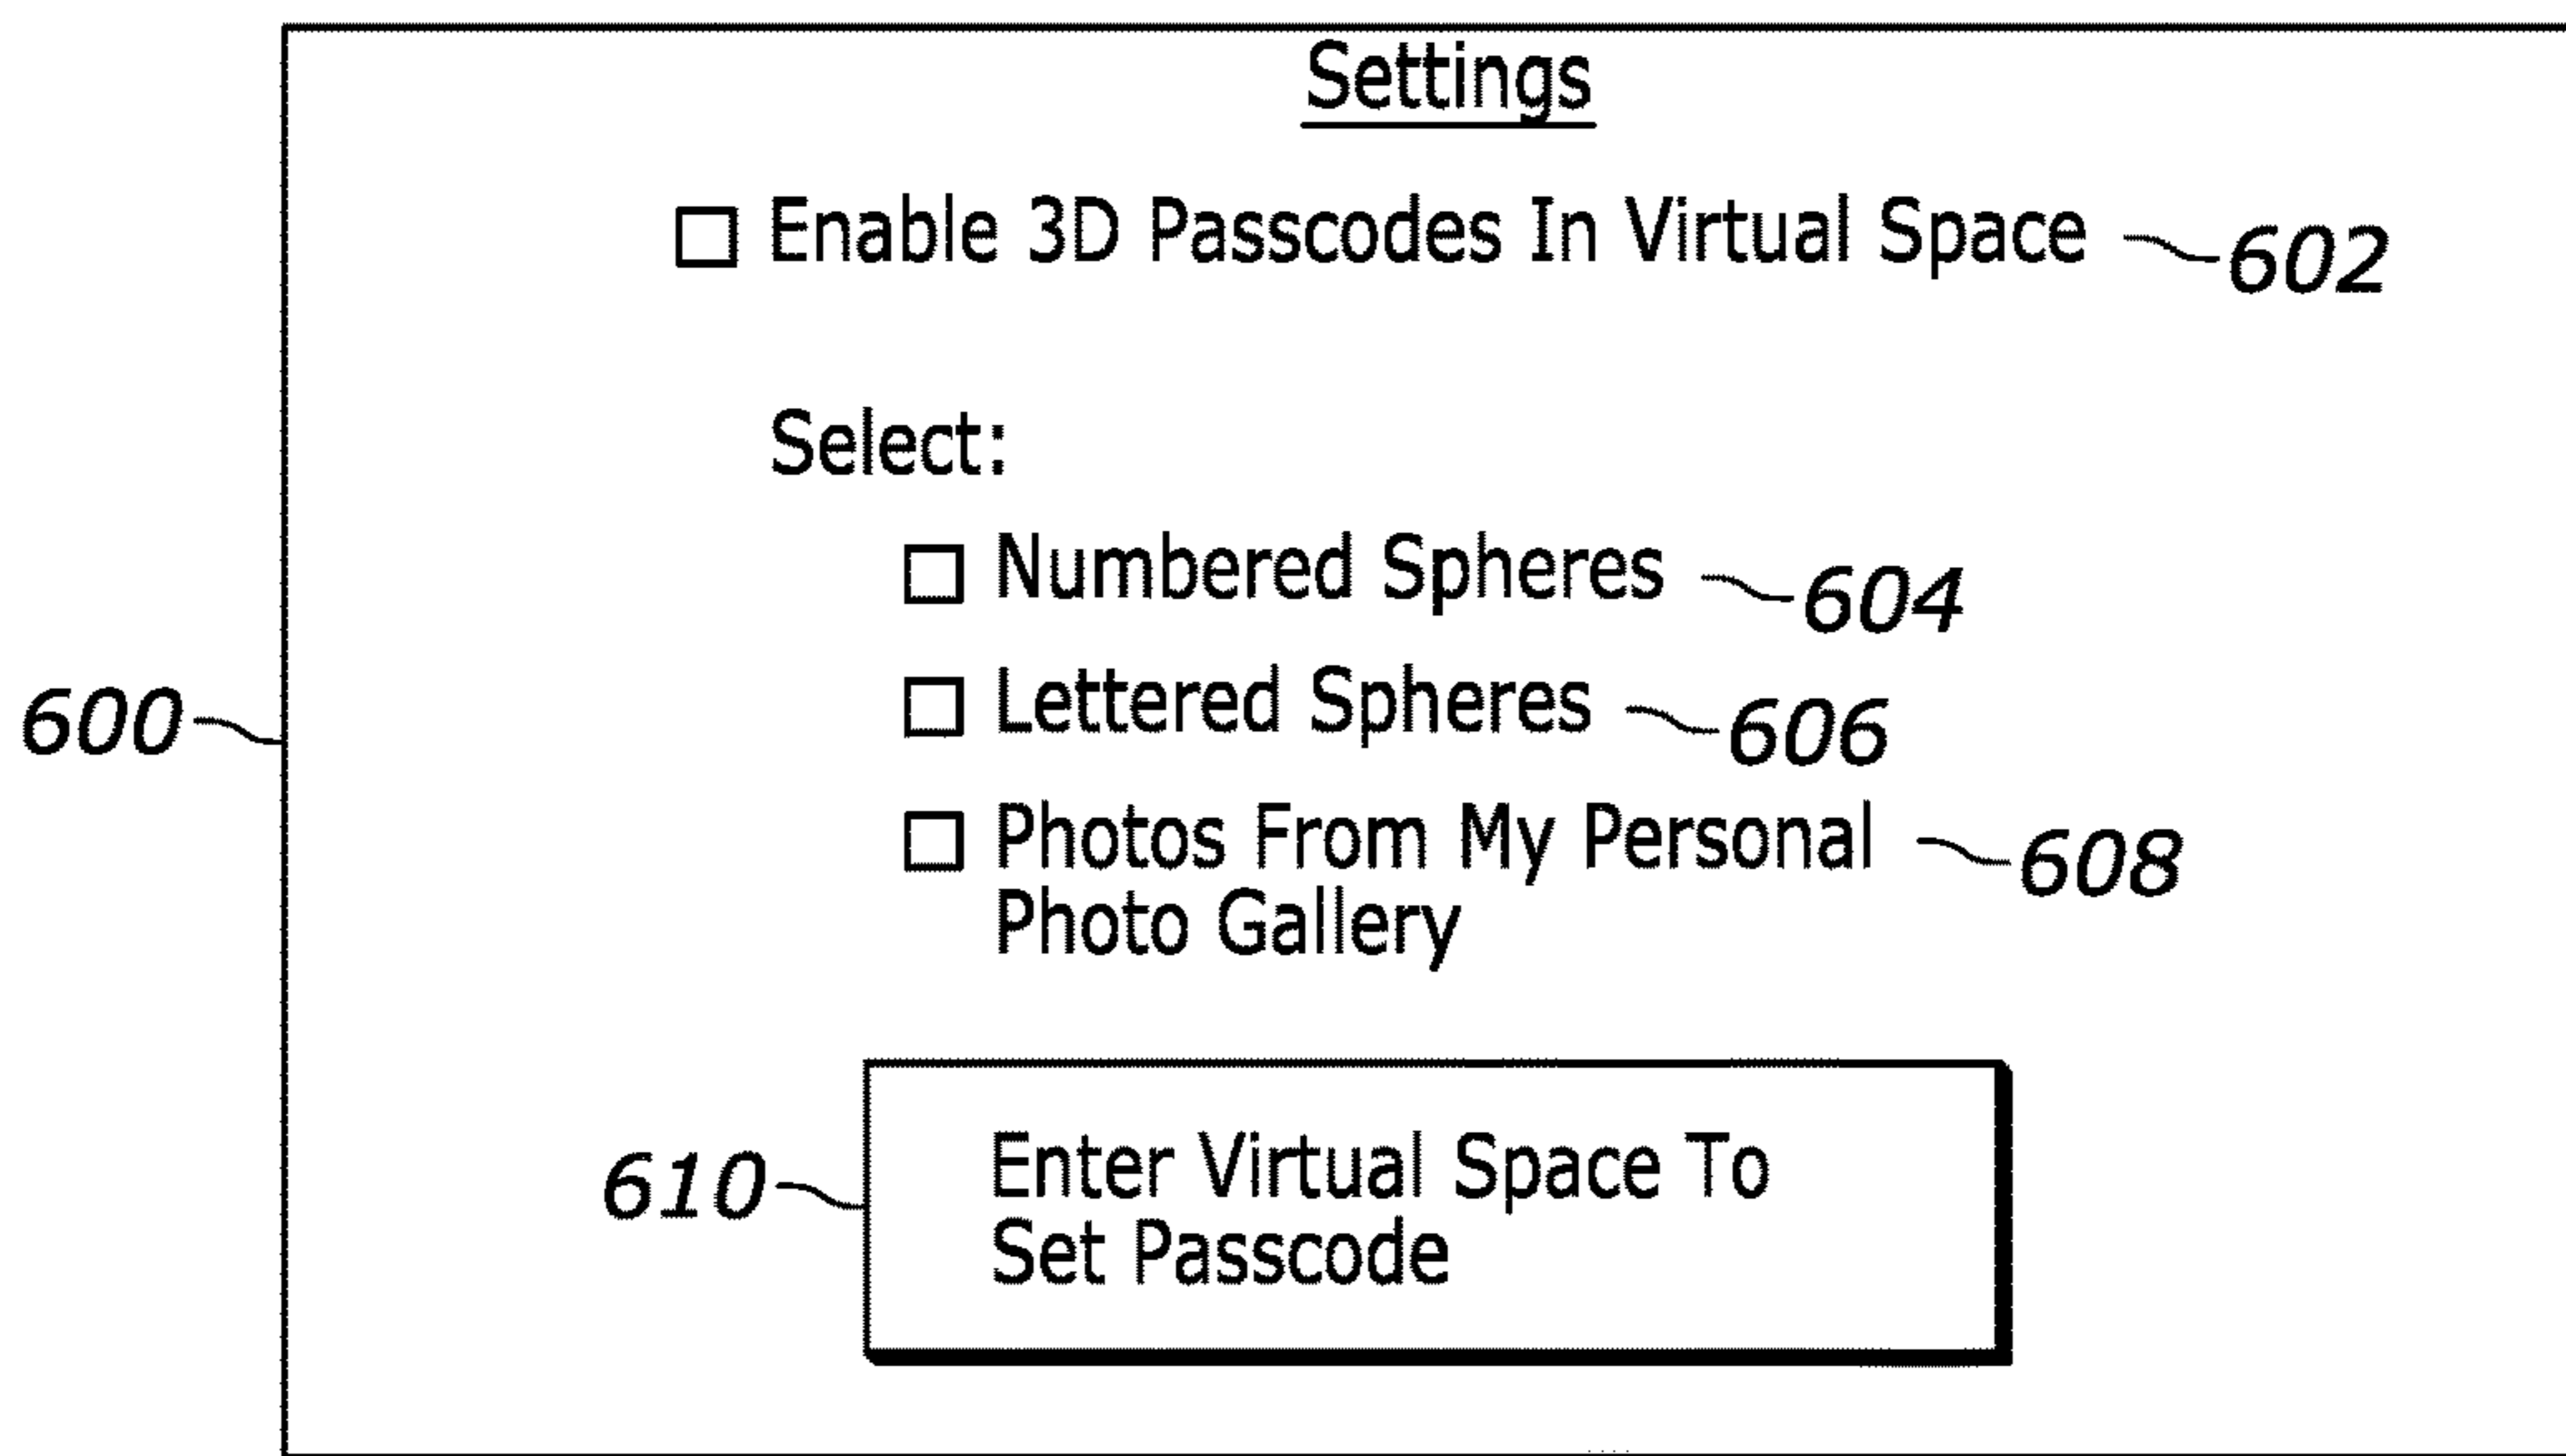 Settings
Enable 3D Passcodes In Virtual Space 602
Select:
Numbered Spheres 604
600
Lettered Spheres 606
Photos From My Personal 608
Photo Gallery
610
Enter Virtual Space To
Set Passcode